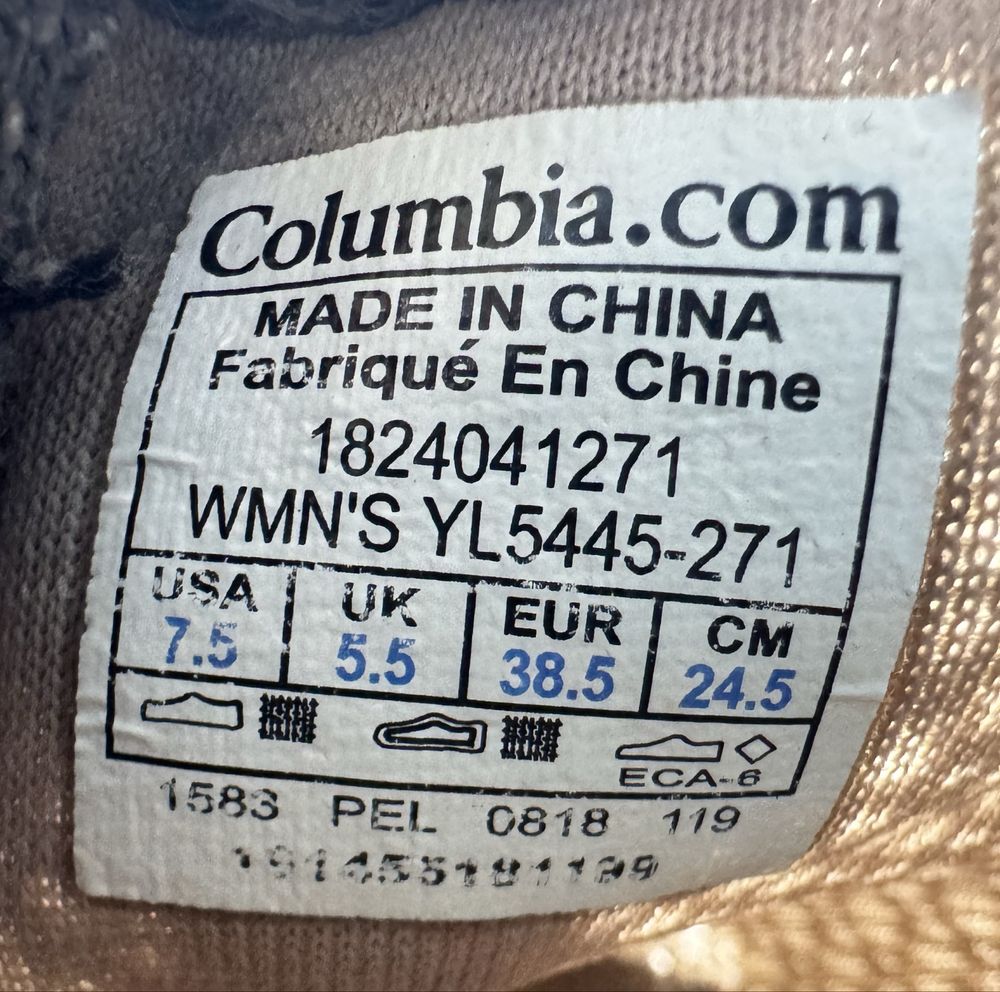 Columbia.com
MADE IN CHINA
Fabriqué En Chine
1824041271
WMN'S YL5445-271
USA UK EUR CM
7.5 5.5 38.5 24.5
ECA-6
1583 PEL 0818 119